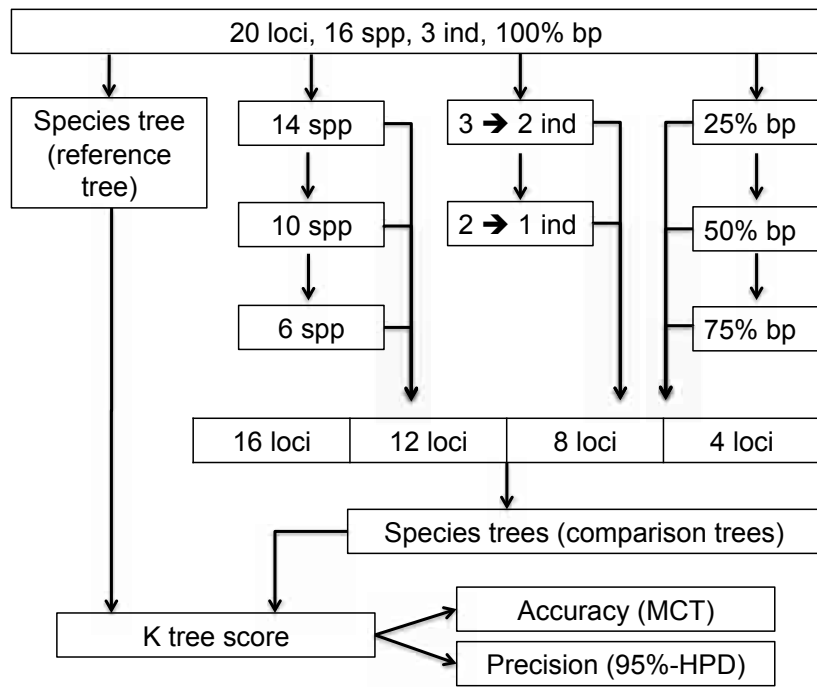 20 loci, 16 spp, 3 ind, 100% bp
Species tree
(reference
tree)
14 spp
10 spp
6 spp
3 ➔ 2 ind
2 ➔ 1 ind
25% bp
50% bp
75% bp
16 loci
12 loci
8 loci
4 loci
Species trees (comparison trees)
K tree score
Accuracy (MCT)
Precision (95%-HPD)